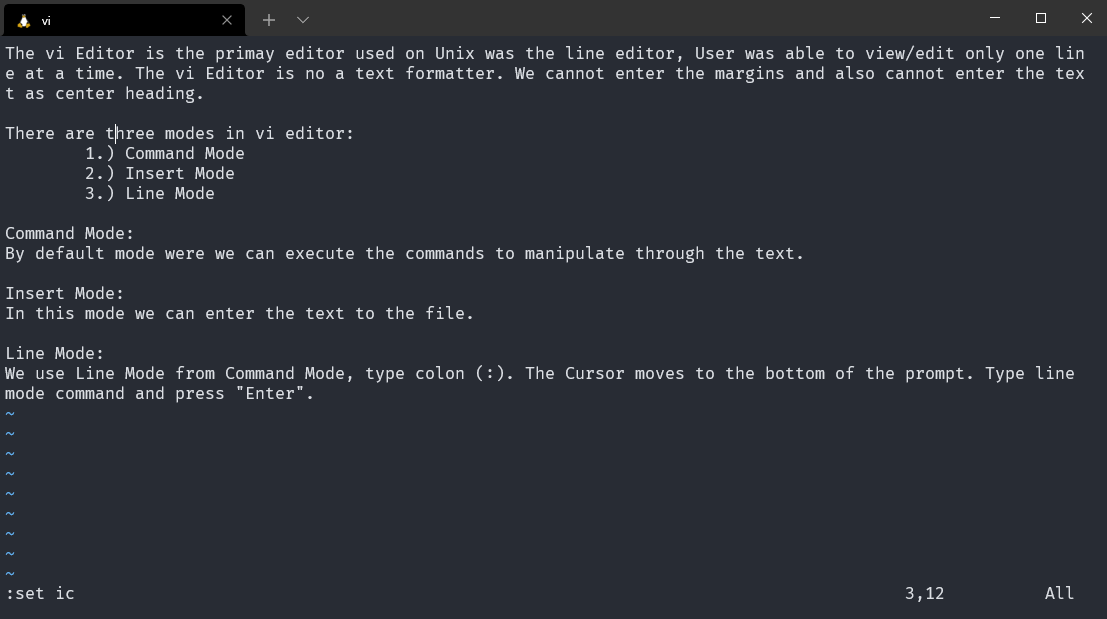 vi
The vi Editor is the primay editor used on Unix was the line editor, User was able to view/edit only one lin
e at a time. The vi Editor is no a text formatter. We cannot enter the margins and also cannot enter the tex
t as center heading.
There are three modes in vi editor:
1.) Command Mode
2.) Insert Mode
3.) Line Mode
Command Mode:
By default mode were we can execute the commands to manipulate through the text.
Insert Mode:
In this mode we can enter the text to the file.
Line Mode:
We use Line Mode from Command Mode, type colon (:). The Cursor moves to the bottom of the prompt. Type line
mode command and press "Enter".
~
~
~
~
~
~
~
~
~
:set ic 3,12 All